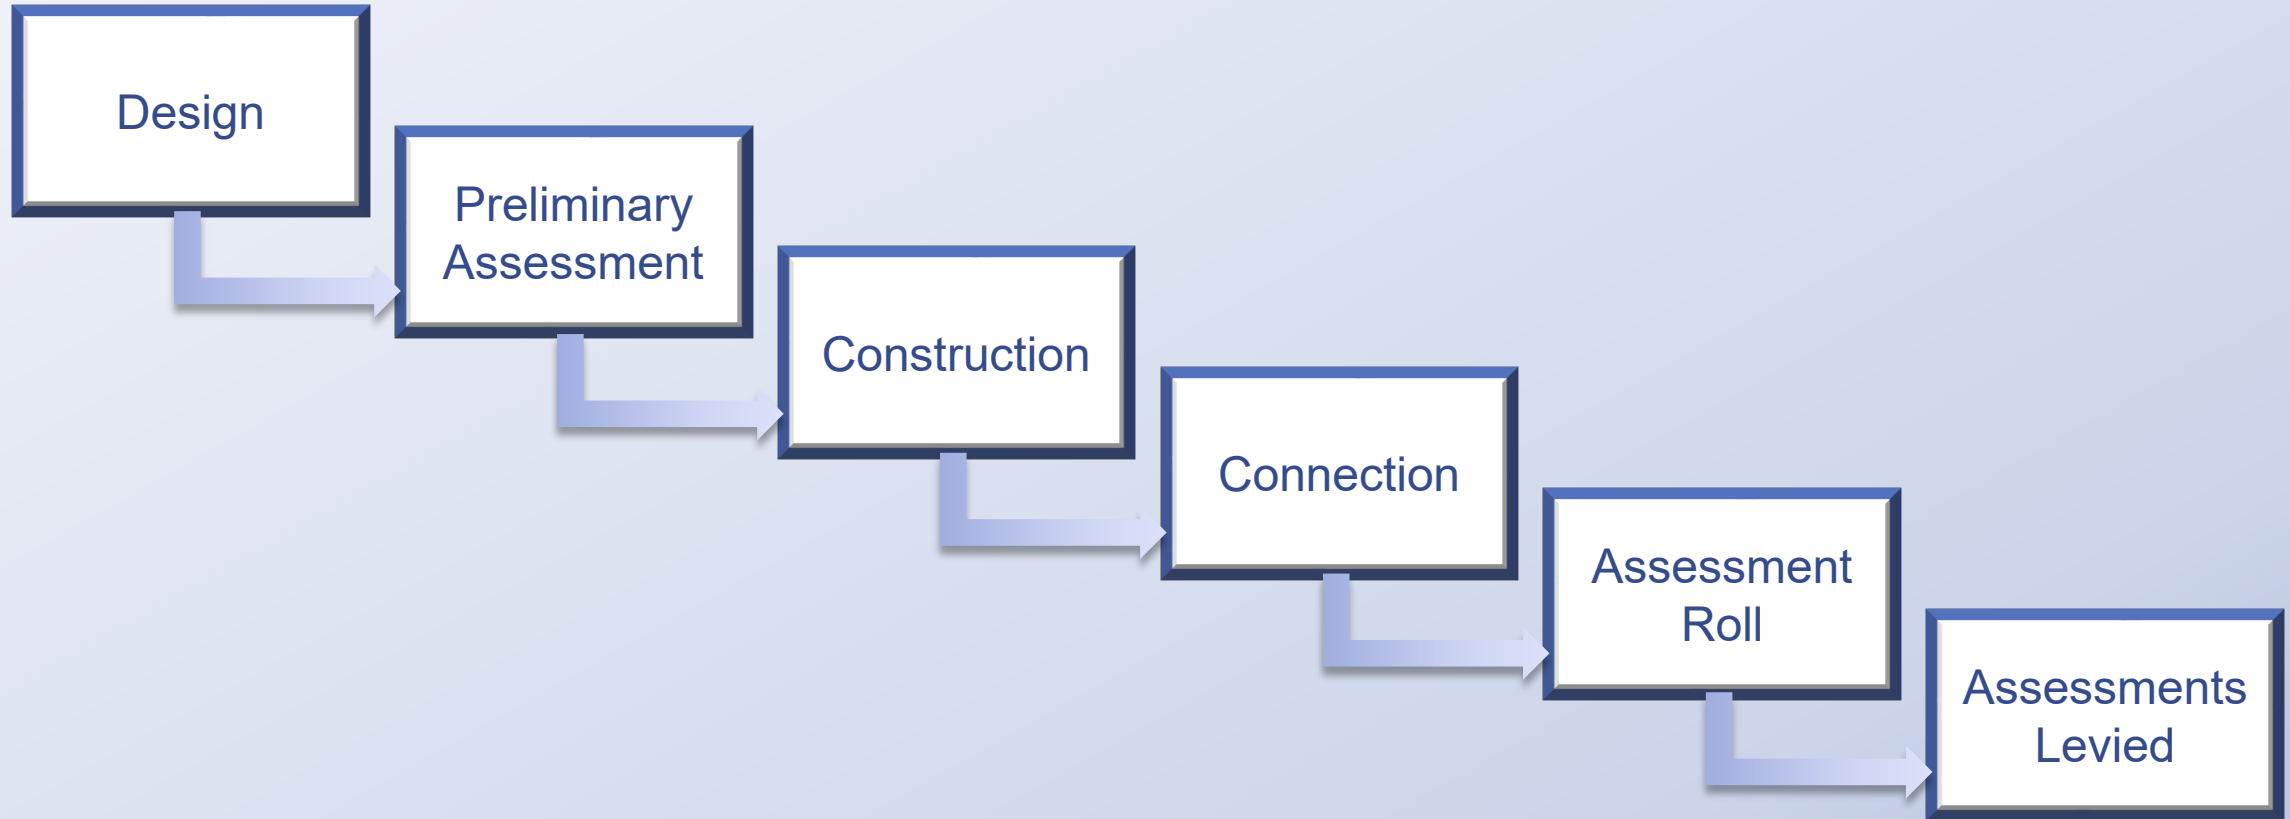 Design
Preliminary
Assessment
Construction
Connection
Assessment
Roll
Assessments
Levied